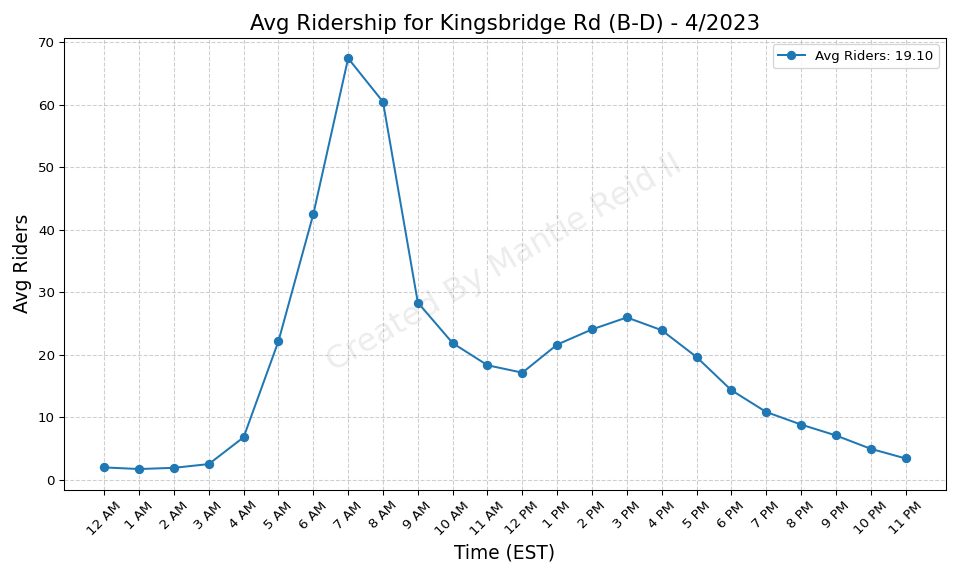 Avg Ridership for Kingsbridge Rd (B-D) - 4/2023
Avg Riders: 19.10
70
60
50
40
30
20
10
0
Avg Riders
Created By Mantle Reid II
12 AM
1 AM
2 AM
3 AM
4 AM
5 AM
6 AM
7 AM
8 AM
9 AM
10 AM
11 AM
12 PM
1 PM
2 PM
3 PM
4 PM
5 PM
6 PM
7 PM
8 PM
9 PM
10 PM
11 PM
Time (EST)